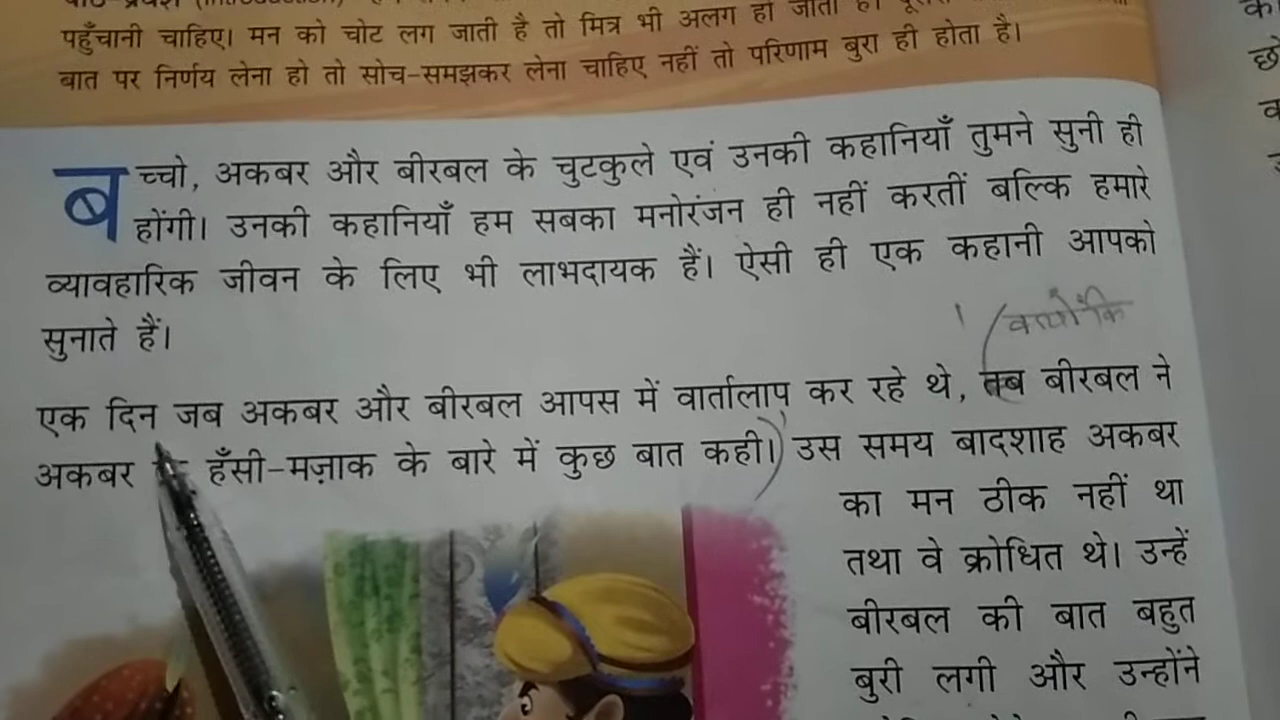 पहुँचानी चाहिए। मन को चोट लग जाती है तो मित्र भी अलग हो जाता है।
बात पर निर्णय लेना हो तो सोच-समझकर लेना चाहिए नहीं तो परिणाम बुरा ही होता है।
बच्चो, अकबर और बीरबल के चुटकुले एवं उनकी कहानियाँ तुमने सुनी ही
होंगी। उनकी कहानियाँ हम सबका मनोरंजन ही नहीं करतीं बल्कि हमारे
व्यावहारिक जीवन के लिए भी लाभदायक हैं। ऐसी ही एक कहानी आपको
सुनाते हैं।
क्योंकि
एक दिन जब अकबर और बीरबल आपस में वार्तालाप कर रहे थे, तब बीरबल ने
अकबर हँसी-मज़ाक के बारे में कुछ बात कही। उस समय बादशाह अकबर
का मन ठीक नहीं था
तथा वे क्रोधित थे। उन्हें
बीरबल की बात बहुत
बुरी लगी और उन्होंने